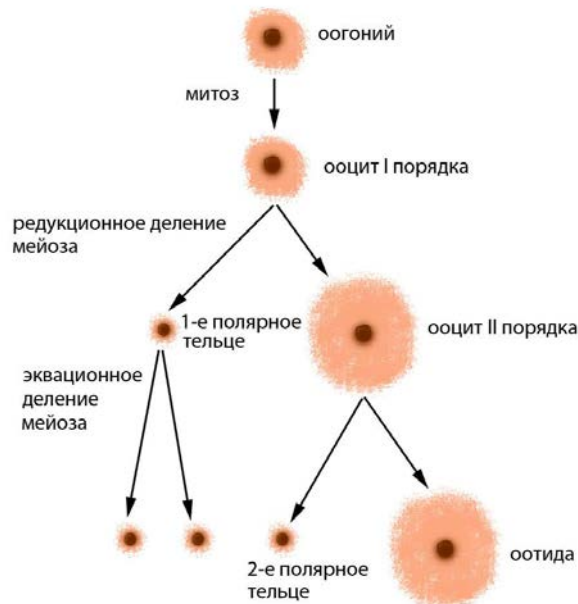 оогоний
митоз
ооцит I порядка
редукционное деление
мейоза
1-е полярное
тельце
ооцит II порядка
эквационное
деление
мейоза
2-е полярное
тельце
оотида